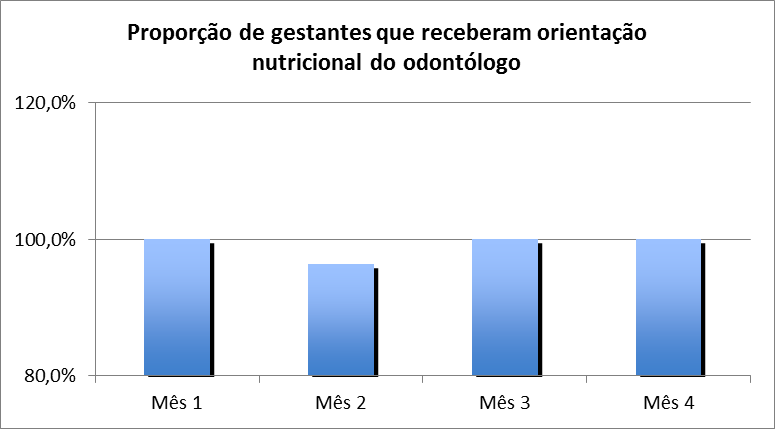 Proporção de gestantes que receberam orientação
nutricional do odontólogo
120,0%
100,0%
80,0%
Mês 1
Mês 2
Mês 3
Mês 4